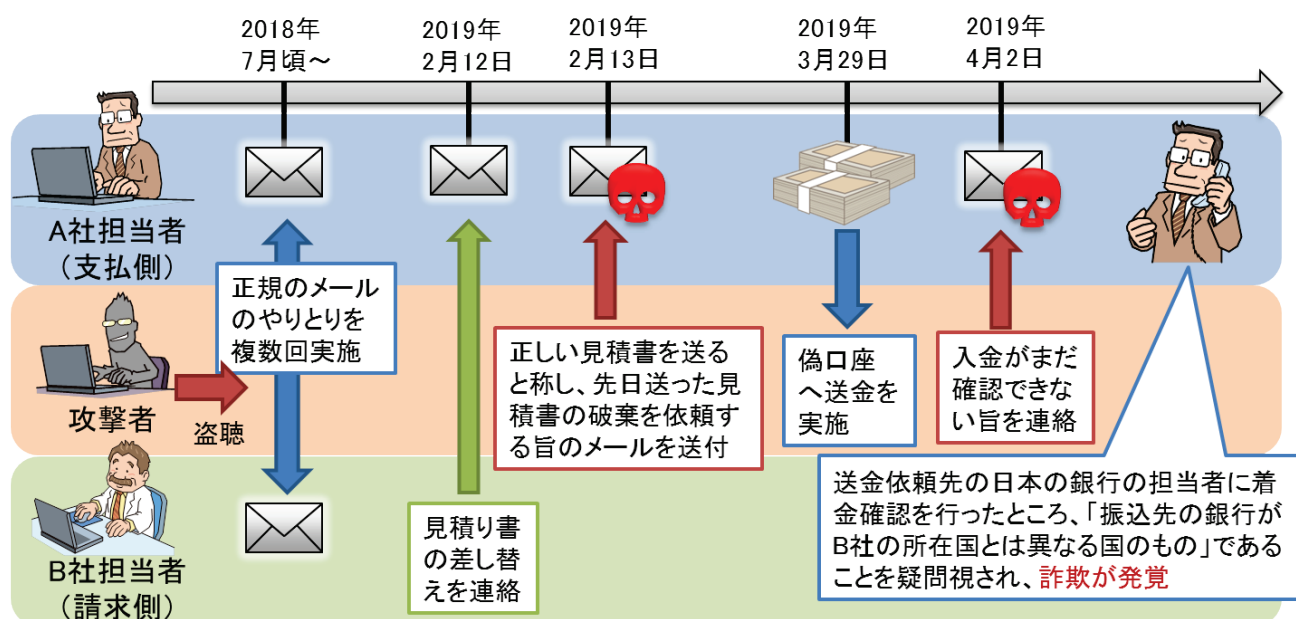 2018年
7月頃～
2019年
2月12日
2019年
2月13日
2019年
3月29日
2019年
4月2日
A社担当者
（支払側）
正規のメール
のやりとりを
複数回実施
攻撃者
盗聴
正しい見積書を送る
と称し、先日送った見
積書の破棄を依頼す
る旨のメールを送付
偽口座
へ送金を
実施
入金がまだ
確認できな
い旨を連絡
B社担当者
（請求側）
見積り書
の差し替
えを連絡
送金依頼先の日本の銀行の担当者に着
金確認を行ったところ、「振込先の銀行が
B社の所在国とは異なる国のもの」である
ことを疑問視され、詐欺が発覚